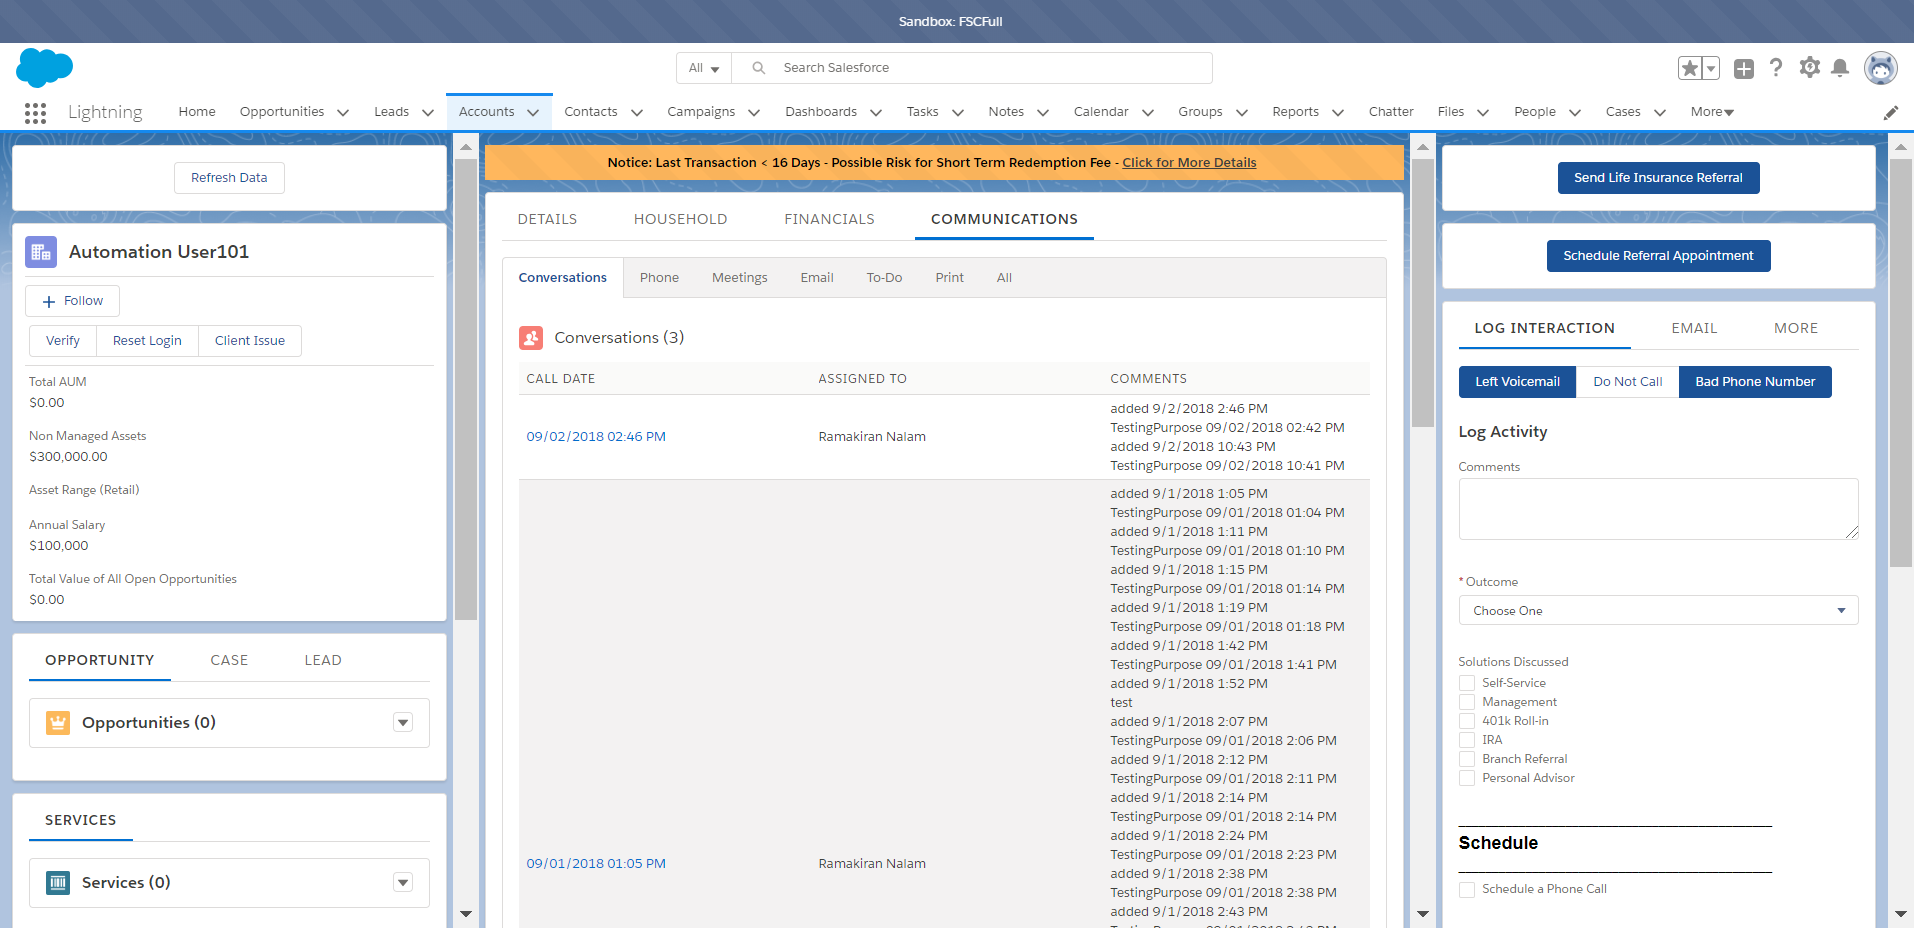 Sandbox: FSCFull
All
Search Salesforce
Lightning
Home
Opportunities
Leads
Accounts
Contacts
Campaigns
Dashboards
Tasks
Notes
Calendar
Groups
Reports
Chatter
Files
People
Cases
More
Refresh Data
Automation User101
Follow
Verify
Reset Login
Client Issue
Total AUM
$0.00
Non Managed Assets
$300,000.00
Asset Range (Retail)
Annual Salary
$100,000
Total Value of All Open Opportunities
$0.00
OPPORTUNITY
CASE
LEAD
Opportunities (0)
SERVICES
Services (0)
Notice: Last Transaction < 16 Days - Possible Risk for Short Term Redemption Fee - Click for More Details
DETAILS
HOUSEHOLD
FINANCIALS
COMMUNICATIONS
Conversations
Phone
Meetings
Email
To-Do
Print
All
Conversations (3)
CALL DATE
ASSIGNED TO
COMMENTS
09/02/2018 02:46 PM
Ramakiran Nalam
added 9/2/2018 2:46 PM
TestingPurpose 09/02/2018 02:42 PM
added 9/2/2018 10:43 PM
TestingPurpose 09/02/2018 10:41 PM
09/01/2018 01:05 PM
Ramakiran Nalam
added 9/1/2018 1:05 PM
TestingPurpose 09/01/2018 01:04 PM
added 9/1/2018 1:11 PM
TestingPurpose 09/01/2018 01:10 PM
added 9/1/2018 1:15 PM
TestingPurpose 09/01/2018 01:14 PM
added 9/1/2018 1:19 PM
TestingPurpose 09/01/2018 01:18 PM
added 9/1/2018 1:42 PM
TestingPurpose 09/01/2018 1:41 PM
added 9/1/2018 1:52 PM
test
added 9/1/2018 2:07 PM
TestingPurpose 09/01/2018 2:06 PM
added 9/1/2018 2:12 PM
TestingPurpose 09/01/2018 2:11 PM
added 9/1/2018 2:14 PM
TestingPurpose 09/01/2018 2:14 PM
added 9/1/2018 2:24 PM
TestingPurpose 09/01/2018 2:23 PM
added 9/1/2018 2:38 PM
TestingPurpose 09/01/2018 2:38 PM
added 9/1/2018 2:43 PM
Send Life Insurance Referral
Schedule Referral Appointment
LOG INTERACTION
EMAIL
MORE
Left Voicemail
Do Not Call
Bad Phone Number
Log Activity
Comments
*Outcome
Choose One
Solutions Discussed
Self-Service
Management
401k Roll-in
IRA
Branch Referral
Personal Advisor
Schedule
Schedule a Phone Call